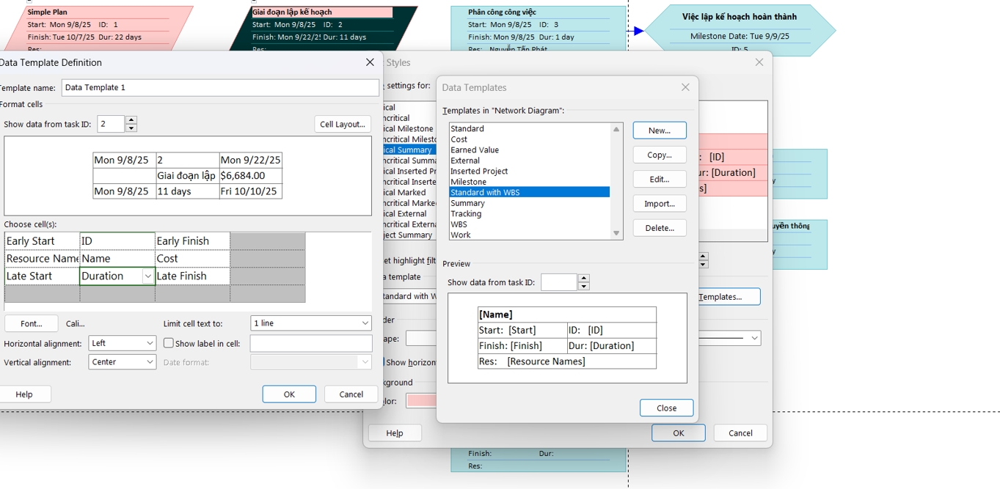 Simple Plan
Start: Mon 9/8/25 ID: 1
Finish: Tue 10/7/25 Dur: 22 days
Res:
Giai đoạn lập kế hoạch
Start: Mon 9/8/25 ID: 2
Finish: Mon 9/22/2! Dur: 11 days
Res:
Phân công công việc
Start: Mon 9/8/25 ID: 3
Finish: Mon 9/8/25 Dur: 1 day
Res: Nguyễn Tấn Phát
Việc lập kế hoạch hoàn thành
Milestone Date: Tue 9/9/25
ID: 5
Data Template Definition
Template name: Data Template 1
Format cells
Show data from task ID: 2
Cell Layout...
Mon 9/8/25 2 Mon 9/22/25
Giai đoạn lập $6,684.00
Mon 9/8/25 11 days Fri 10/10/25
Choose cell(s):
Early Start ID Early Finish
Resource Name Name Cost
Late Start Duration Late Finish
Font... Cali... Limit cell text to: 1 line
Horizontal alignment: Left Show label in cell:
Vertical alignment: Center Date format:
Help OK Cancel
Styles
settings for:
ical
ncritical
ical Milestone
ncritical Milesto
ical Summary
ncritical Summa
ical Inserted Pr
ncritical Inserte
ical Marked
ncritical Marke
ical External
ncritical Externa
ject Summary
et highlight filt
a template
tandard with W
der
ape:
Show horizon
kground
lor:
: [ID]
ur: [Duration]
s]
Templates...
Help OK Cancel
Data Templates
Templates in "Network Diagram":
Standard
Cost
Earned Value
External
Inserted Project
Milestone
Standard with WBS
Summary
Tracking
WBS
Work
New...
Copy...
Edit...
Import...
Delete...
Preview
Show data from task ID:
[Name]
Start: [Start] ID: [ID]
Finish: [Finish] Dur: [Duration]
Res: [Resource Names]
Close
y
uyền thông
y
Finish: Dur:
Res: